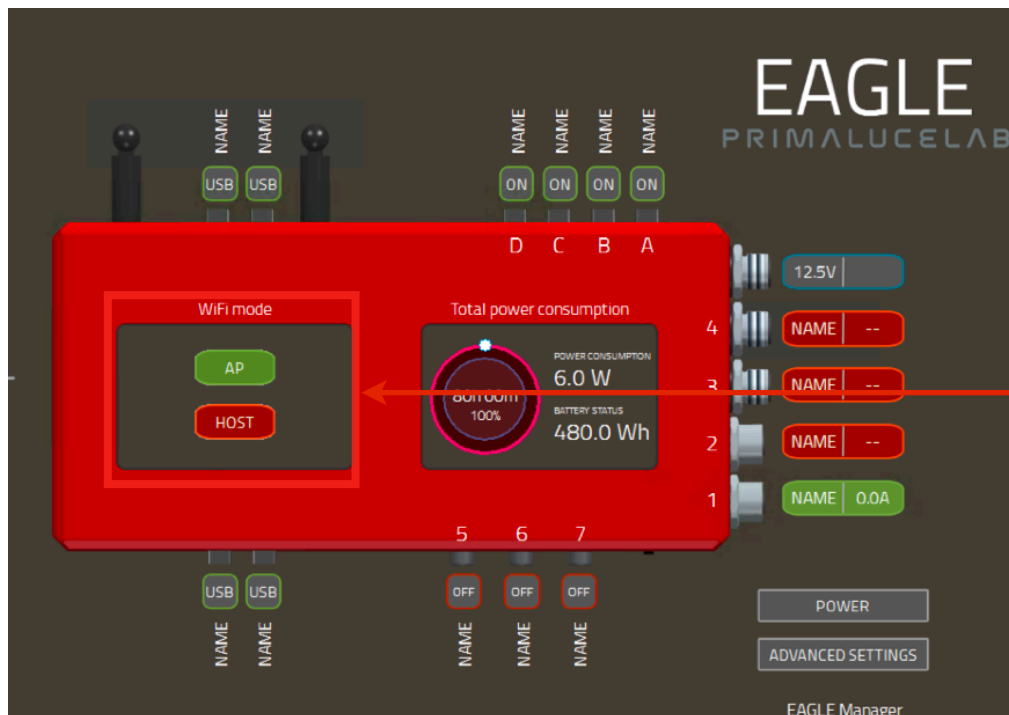 EAGLE
PRIMALUCELAB
NAME NAME
NAME NAME NAME NAME
USB USB
ON ON ON ON
D C B A
12.5V
WiFi mode
Total power consumption
AP
HOST
POWER CONSUMPTION
6.0 W
80h00m
100%
BATTERY STATUS
480.0 Wh
4 NAME --
3 NAME --
2 NAME --
1 NAME 0.0A
5 6 7
USB USB
OFF OFF OFF
NAME NAME
NAME NAME NAME
POWER
ADVANCED SETTINGS
EAGLE Manager